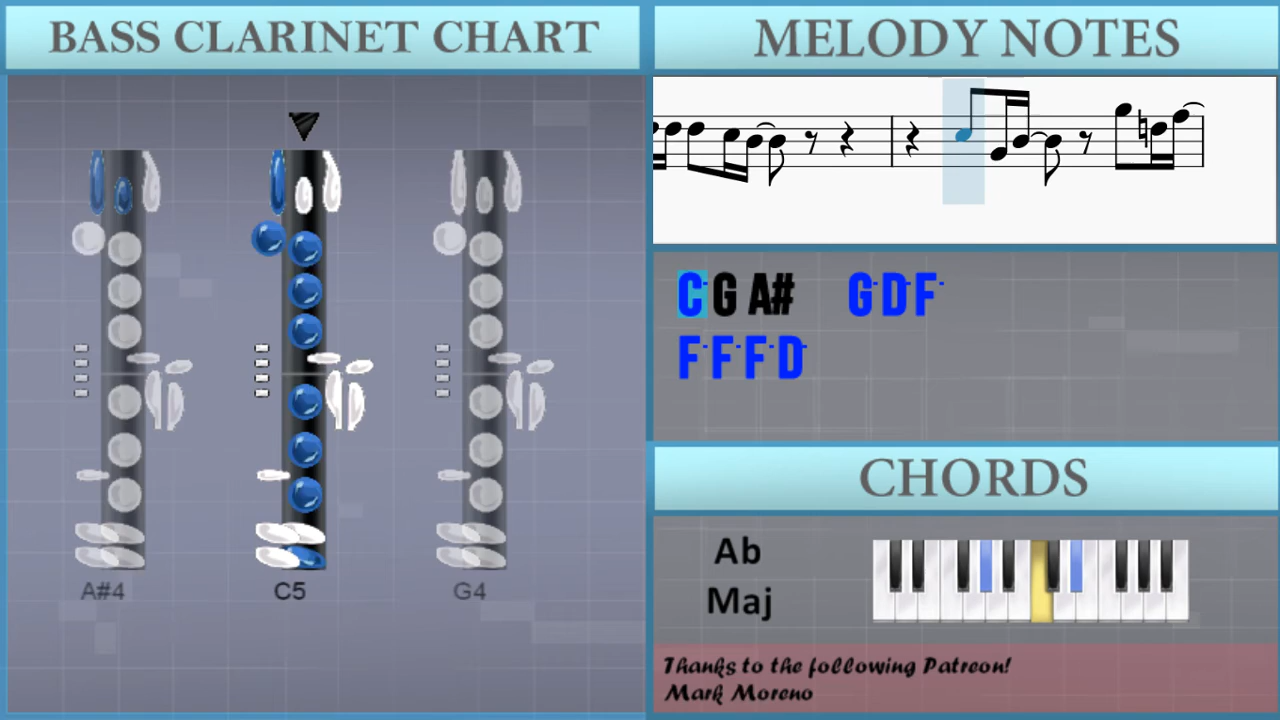 BASS CLARINET CHART
A#4 C5 G4
MELODY NOTES
C· G A# G· D· F·
F· F· F· D·
CHORDS
Ab
Maj
Thanks to the following Patreon!
Mark Moreno